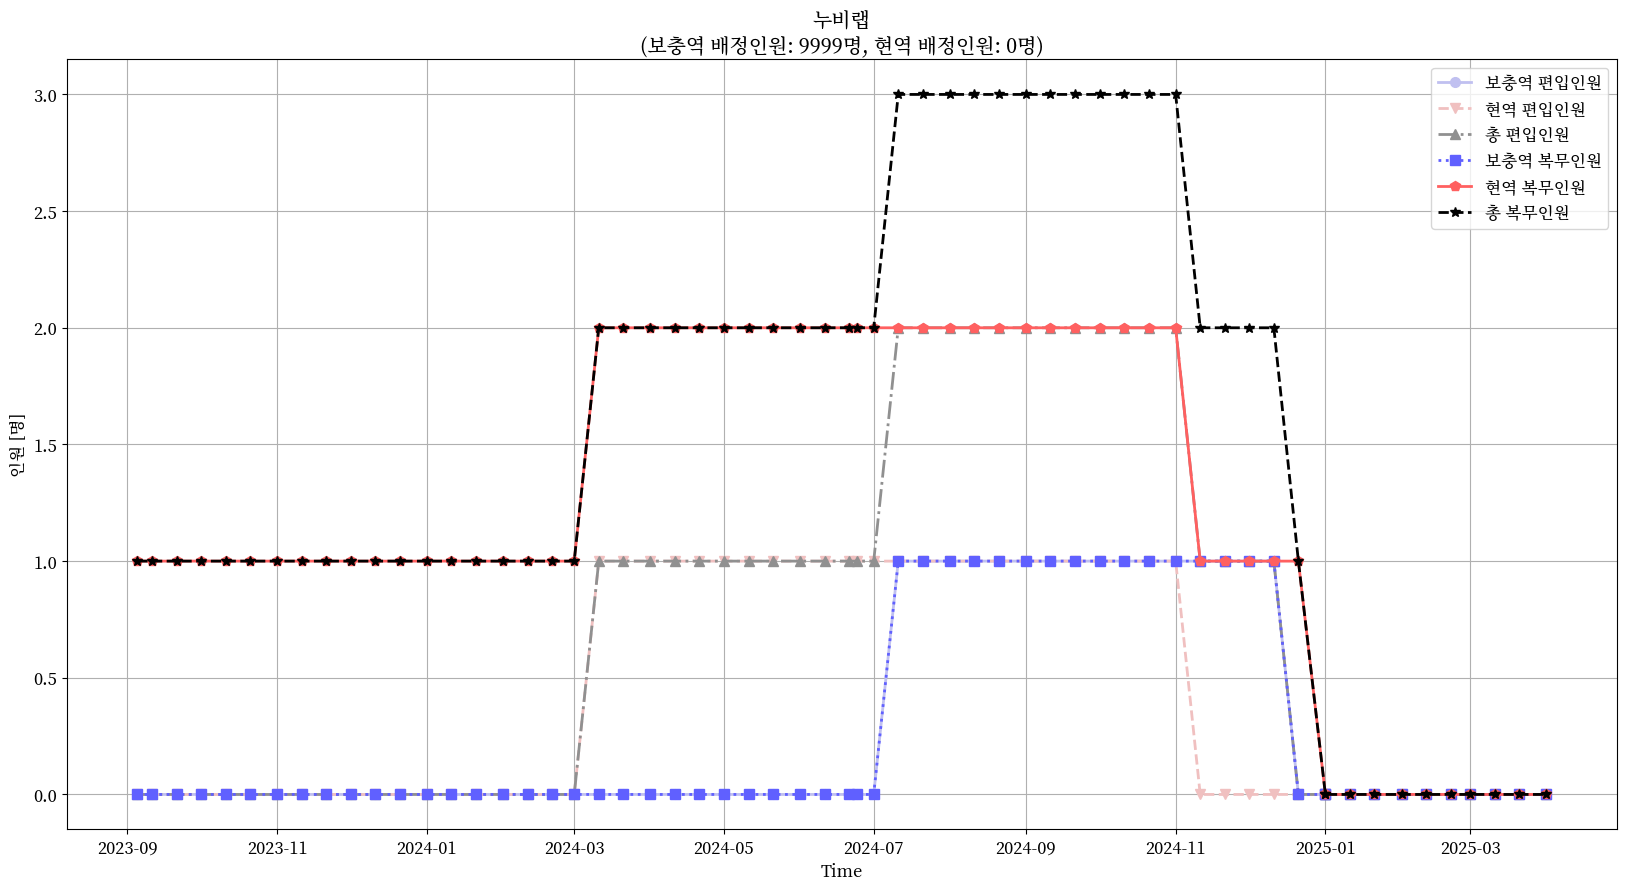 누비랩
(보충역 배정인원: 9999명, 현역 배정인원: 0명)
보충역 편입인원
현역 편입인원
총 편입인원
보충역 복무인원
현역 복무인원
총 복무인원
인원 [명]
3.0
2.5
2.0
1.5
1.0
0.5
0.0
2023-09 2023-11 2024-01 2024-03 2024-05 2024-07 2024-09 2024-11 2025-01 2025-03
Time